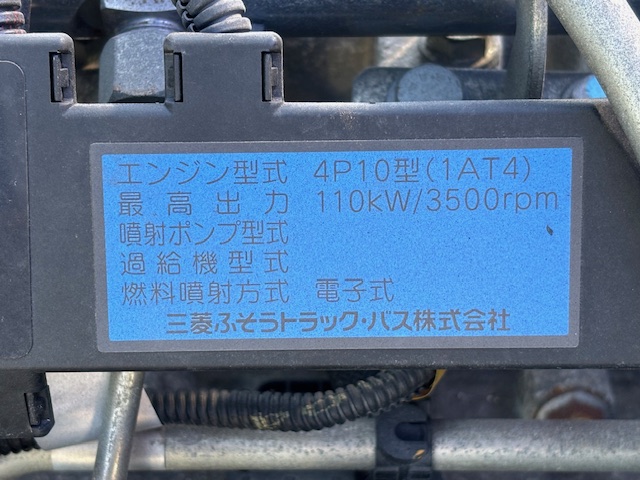 エンジン型式 4P10型(1AT4)
最高出力 110kW/3500rpm
噴射ポンプ型式
過給機型式
燃料噴射方式 電子式
三菱ふそうトラック・バス株式会社